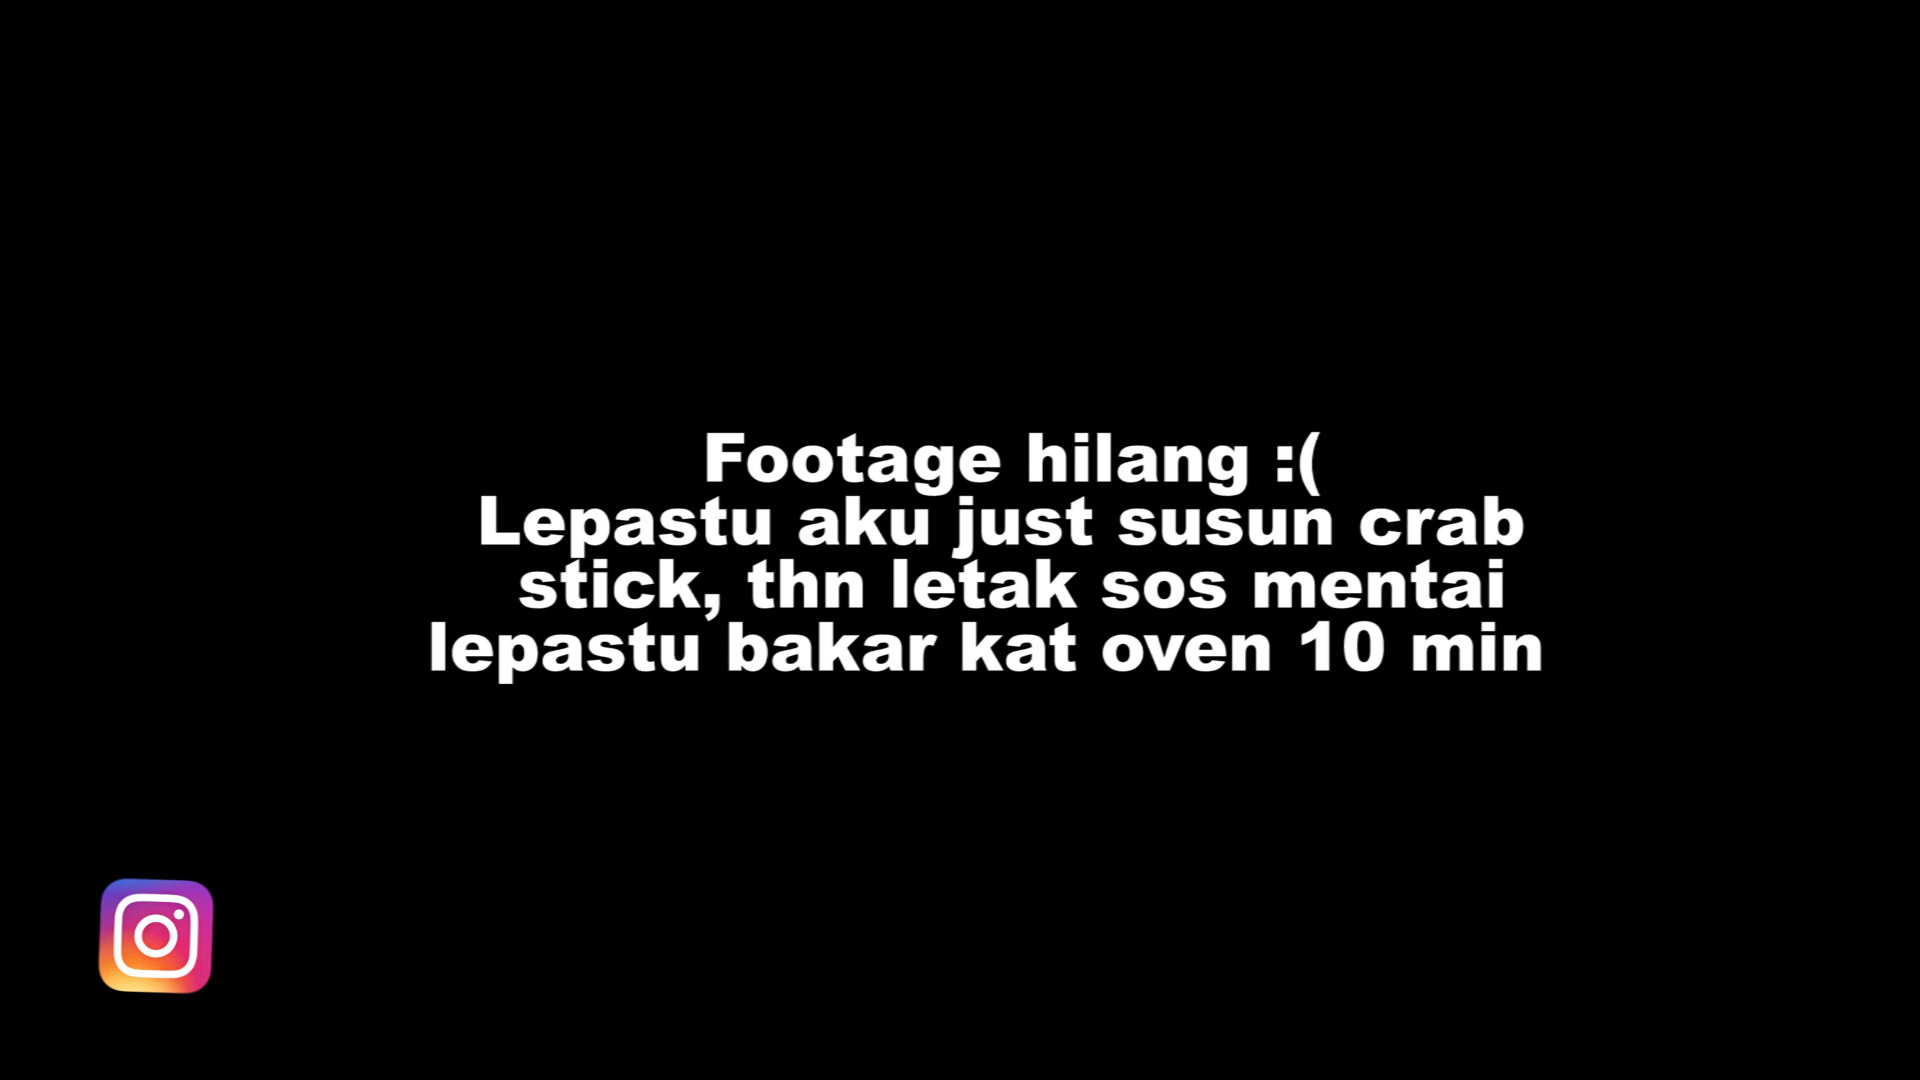 Footage hilang :(
Lepastu aku just susun crab
stick, thn letak sos mentai
lepastu bakar kat oven 10 min